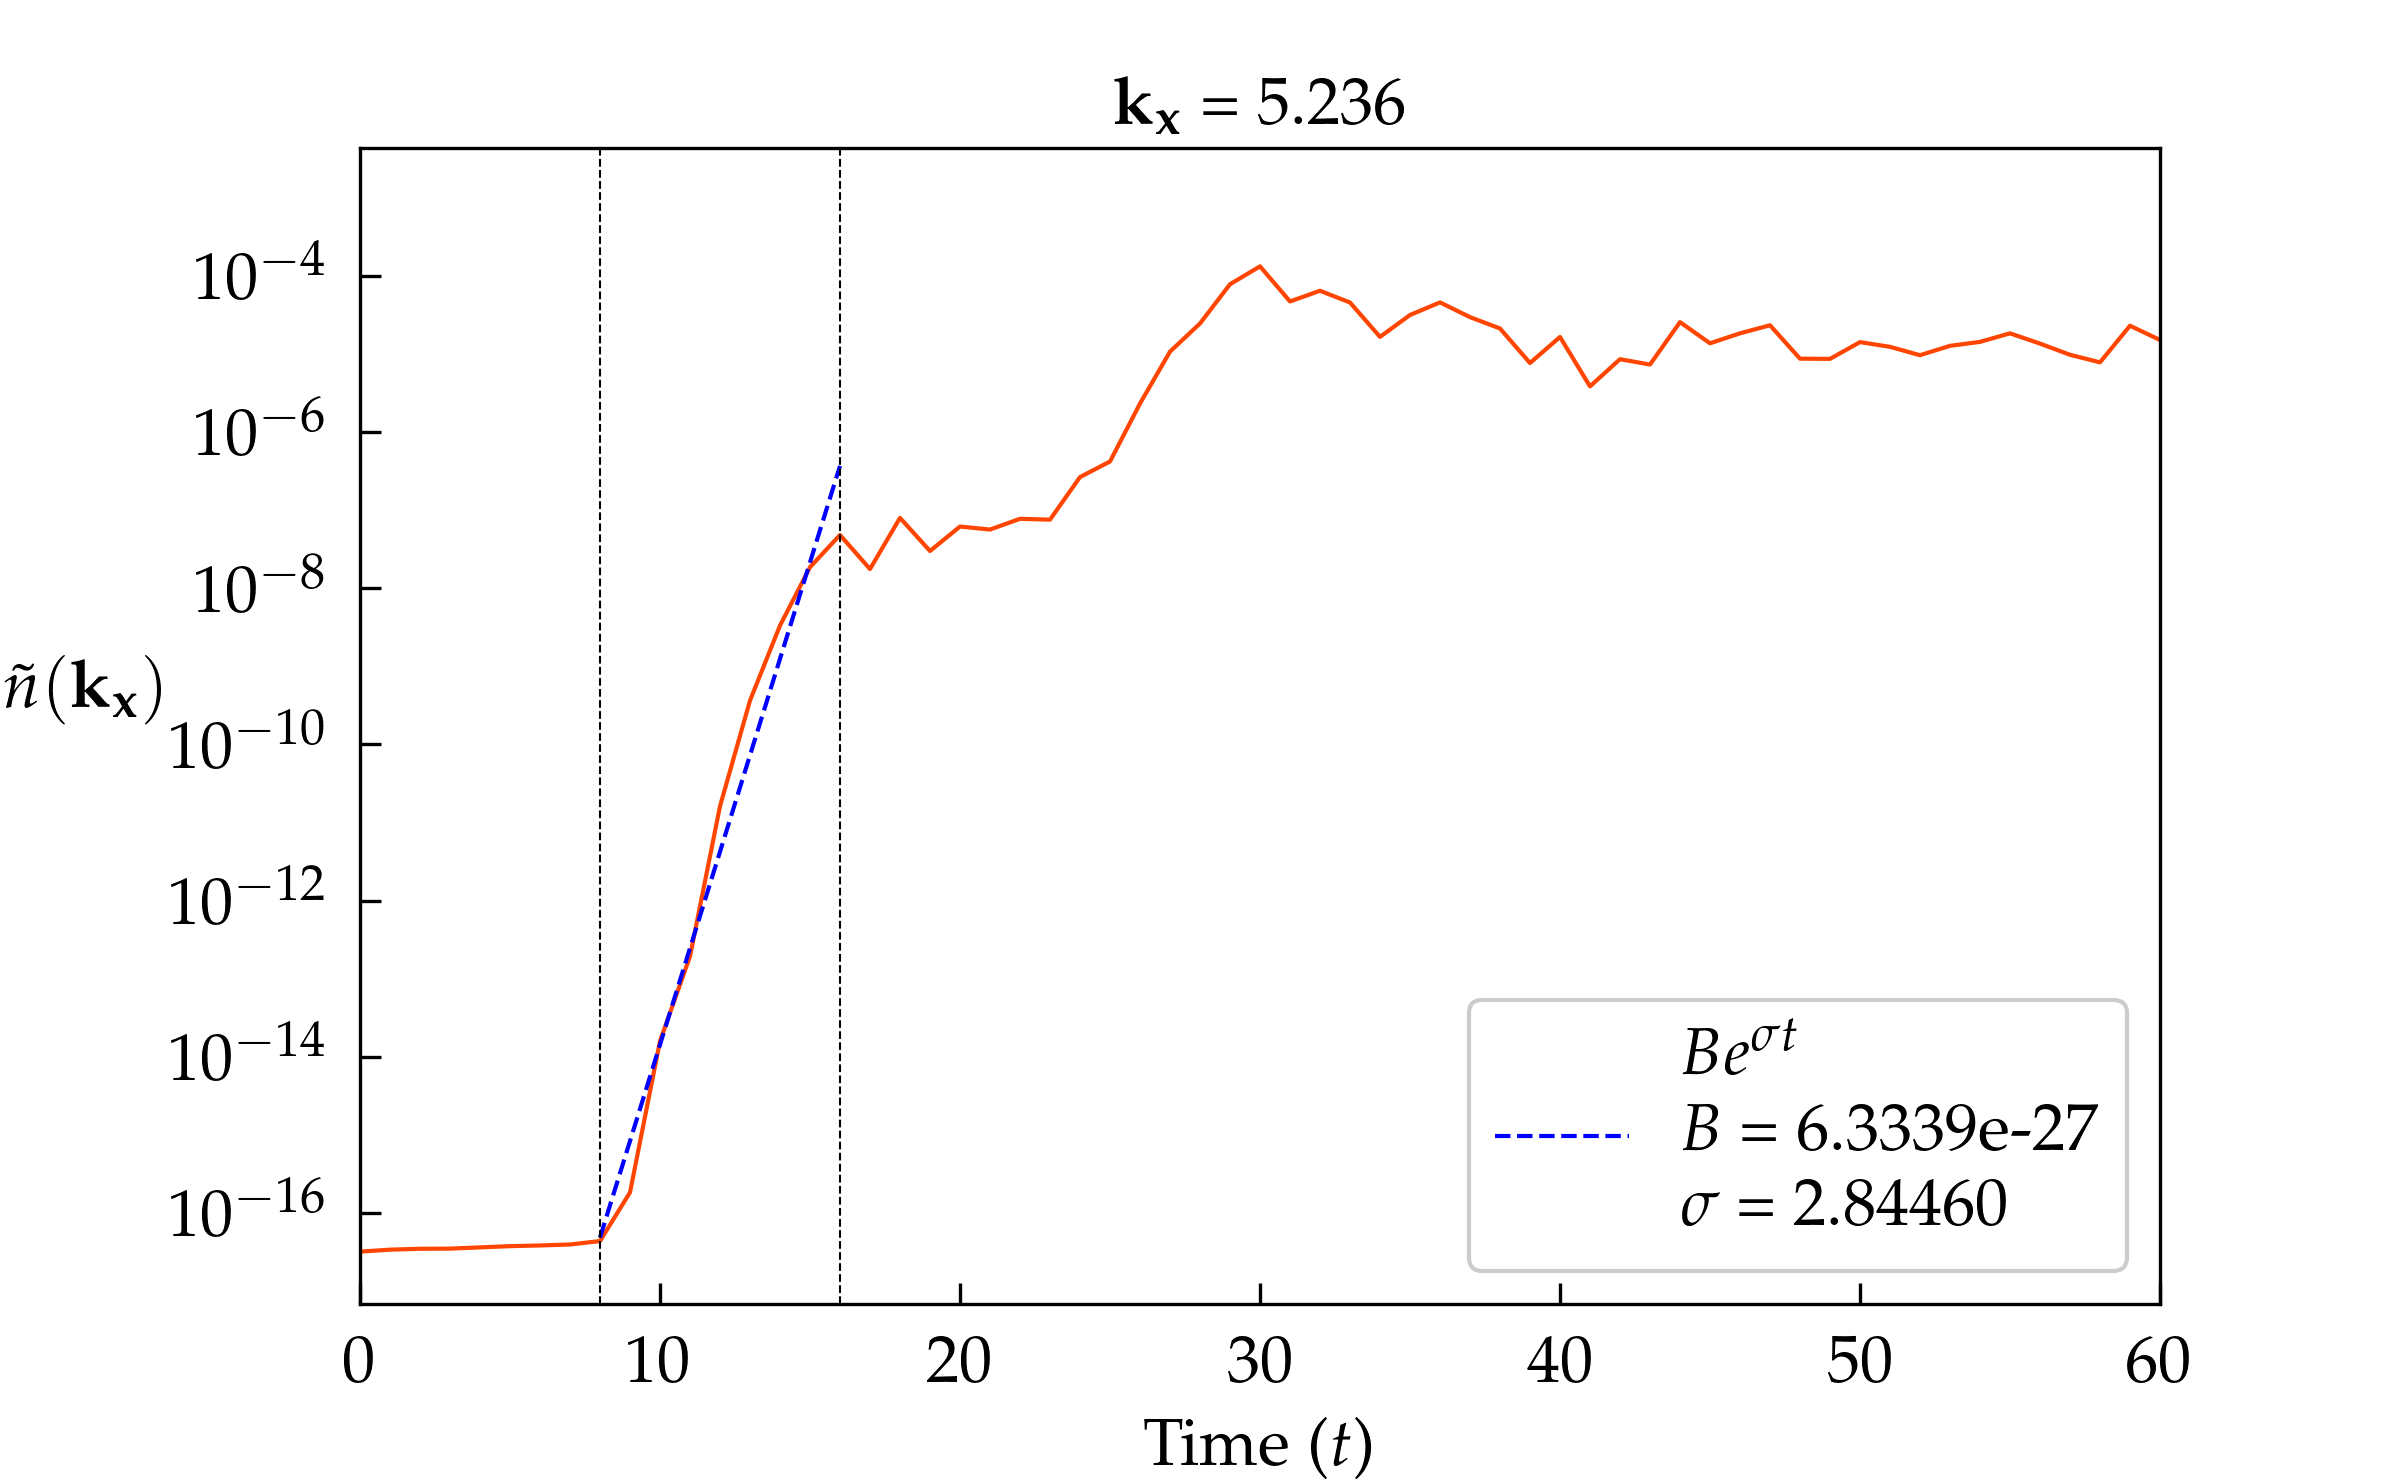 kₓ = 5.236
10⁻⁴
10⁻⁶
10⁻⁸
ñ(kₓ)
10⁻¹⁰
10⁻¹²
10⁻¹⁴
10⁻¹⁶
Beσt
B = 6.3339e-27
σ = 2.84460
0 10 20 30 40 50 60
Time (t)